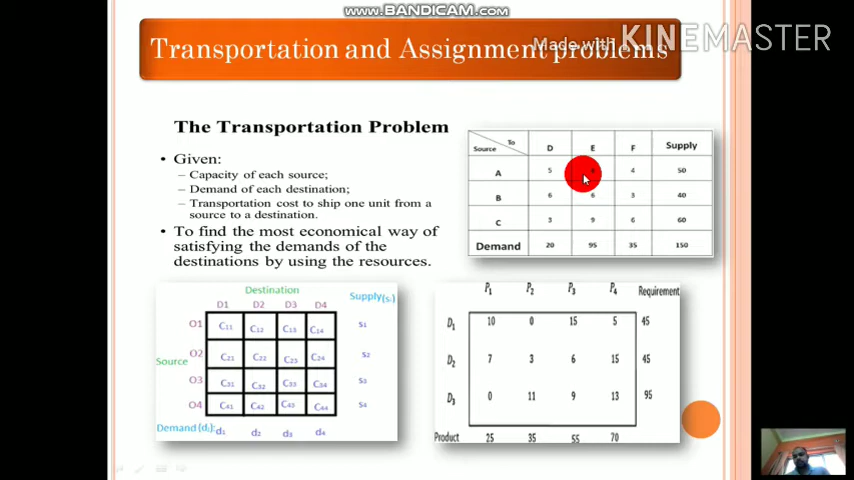 WWW.BANDICAM.COM
Transportation and Assignment problems
Made with KINEMASTER
The Transportation Problem
• Given:
– Capacity of each source;
– Demand of each destination;
– Transportation cost to ship one unit from a
source to a destination.
• To find the most economical way of
satisfying the demands of the
destinations by using the resources.
To
Source D E F Supply
A 5 4 50
B 6 6 3 40
C 3 9 6 60
Demand 20 95 35 150
Destination
D1 D2 D3 D4 Supply(sᵢ)
O1 C11 C12 C13 C14 s1
O2 C21 C22 C23 C24 s2
Source
O3 C31 C32 C33 C34 s3
O4 C41 C42 C43 C44 s4
Demand (dⱼ): d1 d2 d3 d4
P1 P2 P3 P4 Requirement
D1 10 0 15 5 45
D2 7 3 6 15 45
D3 0 11 9 13 95
Product 25 35 55 70